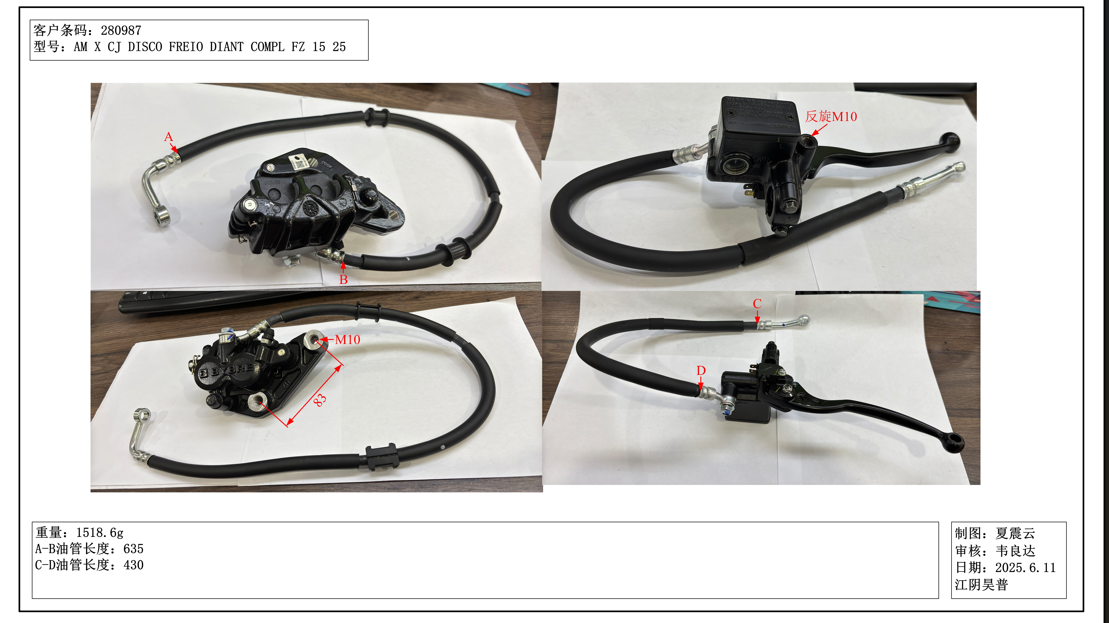 客户条码：280987
型号：AM X CJ DISCO FREIO DIANT COMPL FZ 15 25
A
B
反旋M10
M10
83
BYBRE
C
D
重量：1518.6g
A-B油管长度：635
C-D油管长度：430
制图：夏震云
审核：韦良达
日期：2025.6.11
江阴昊普